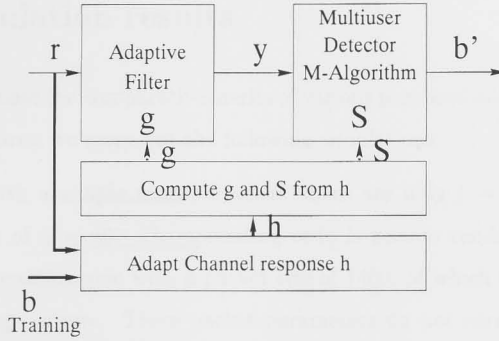 r
Adaptive
Filter
g
y
Multiuser
Detector
M-Algorithm
S
b'
g
S
Compute g and S from h
h
Adapt Channel response h
b
Training